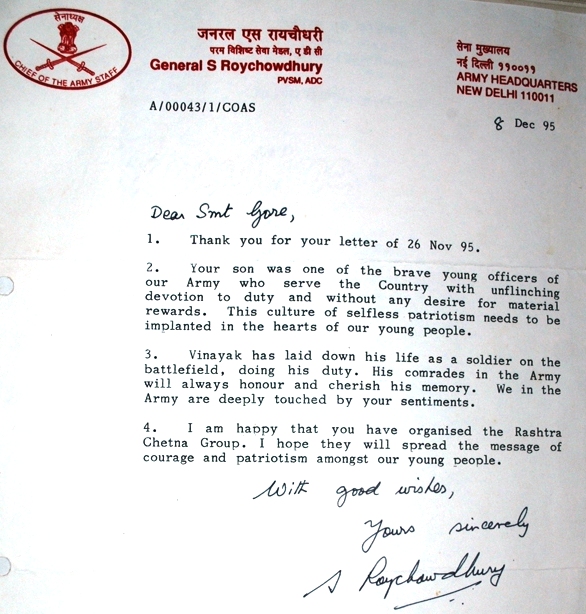 सेनाध्यक्ष
CHIEF OF THE ARMY STAFF
जनरल एस रायचौधरी
परम विशिष्ट सेवा मेडल, ए डी सी
General S Roychowdhury
PVSM, ADC
सेना मुख्यालय
नई दिल्ली ११००११
ARMY HEADQUARTERS
NEW DELHI 110011
A/00043/1/COAS
8 Dec 95
Dear Smt Gore,
1. Thank you for your letter of 26 Nov 95.
2. Your son was one of the brave young officers of
our Army who serve the Country with unflinching
devotion to duty and without any desire for material
rewards. This culture of selfless patriotism needs to be
implanted in the hearts of our young people.
3. Vinayak has laid down his life as a soldier on the
battlefield, doing his duty. His comrades in the Army
will always honour and cherish his memory. We in the
Army are deeply touched by your sentiments.
4. I am happy that you have organised the Rashtra
Chetna Group. I hope they will spread the message of
courage and patriotism amongst our young people.
With good wishes,
Yours sincerely
S Roychowdhury